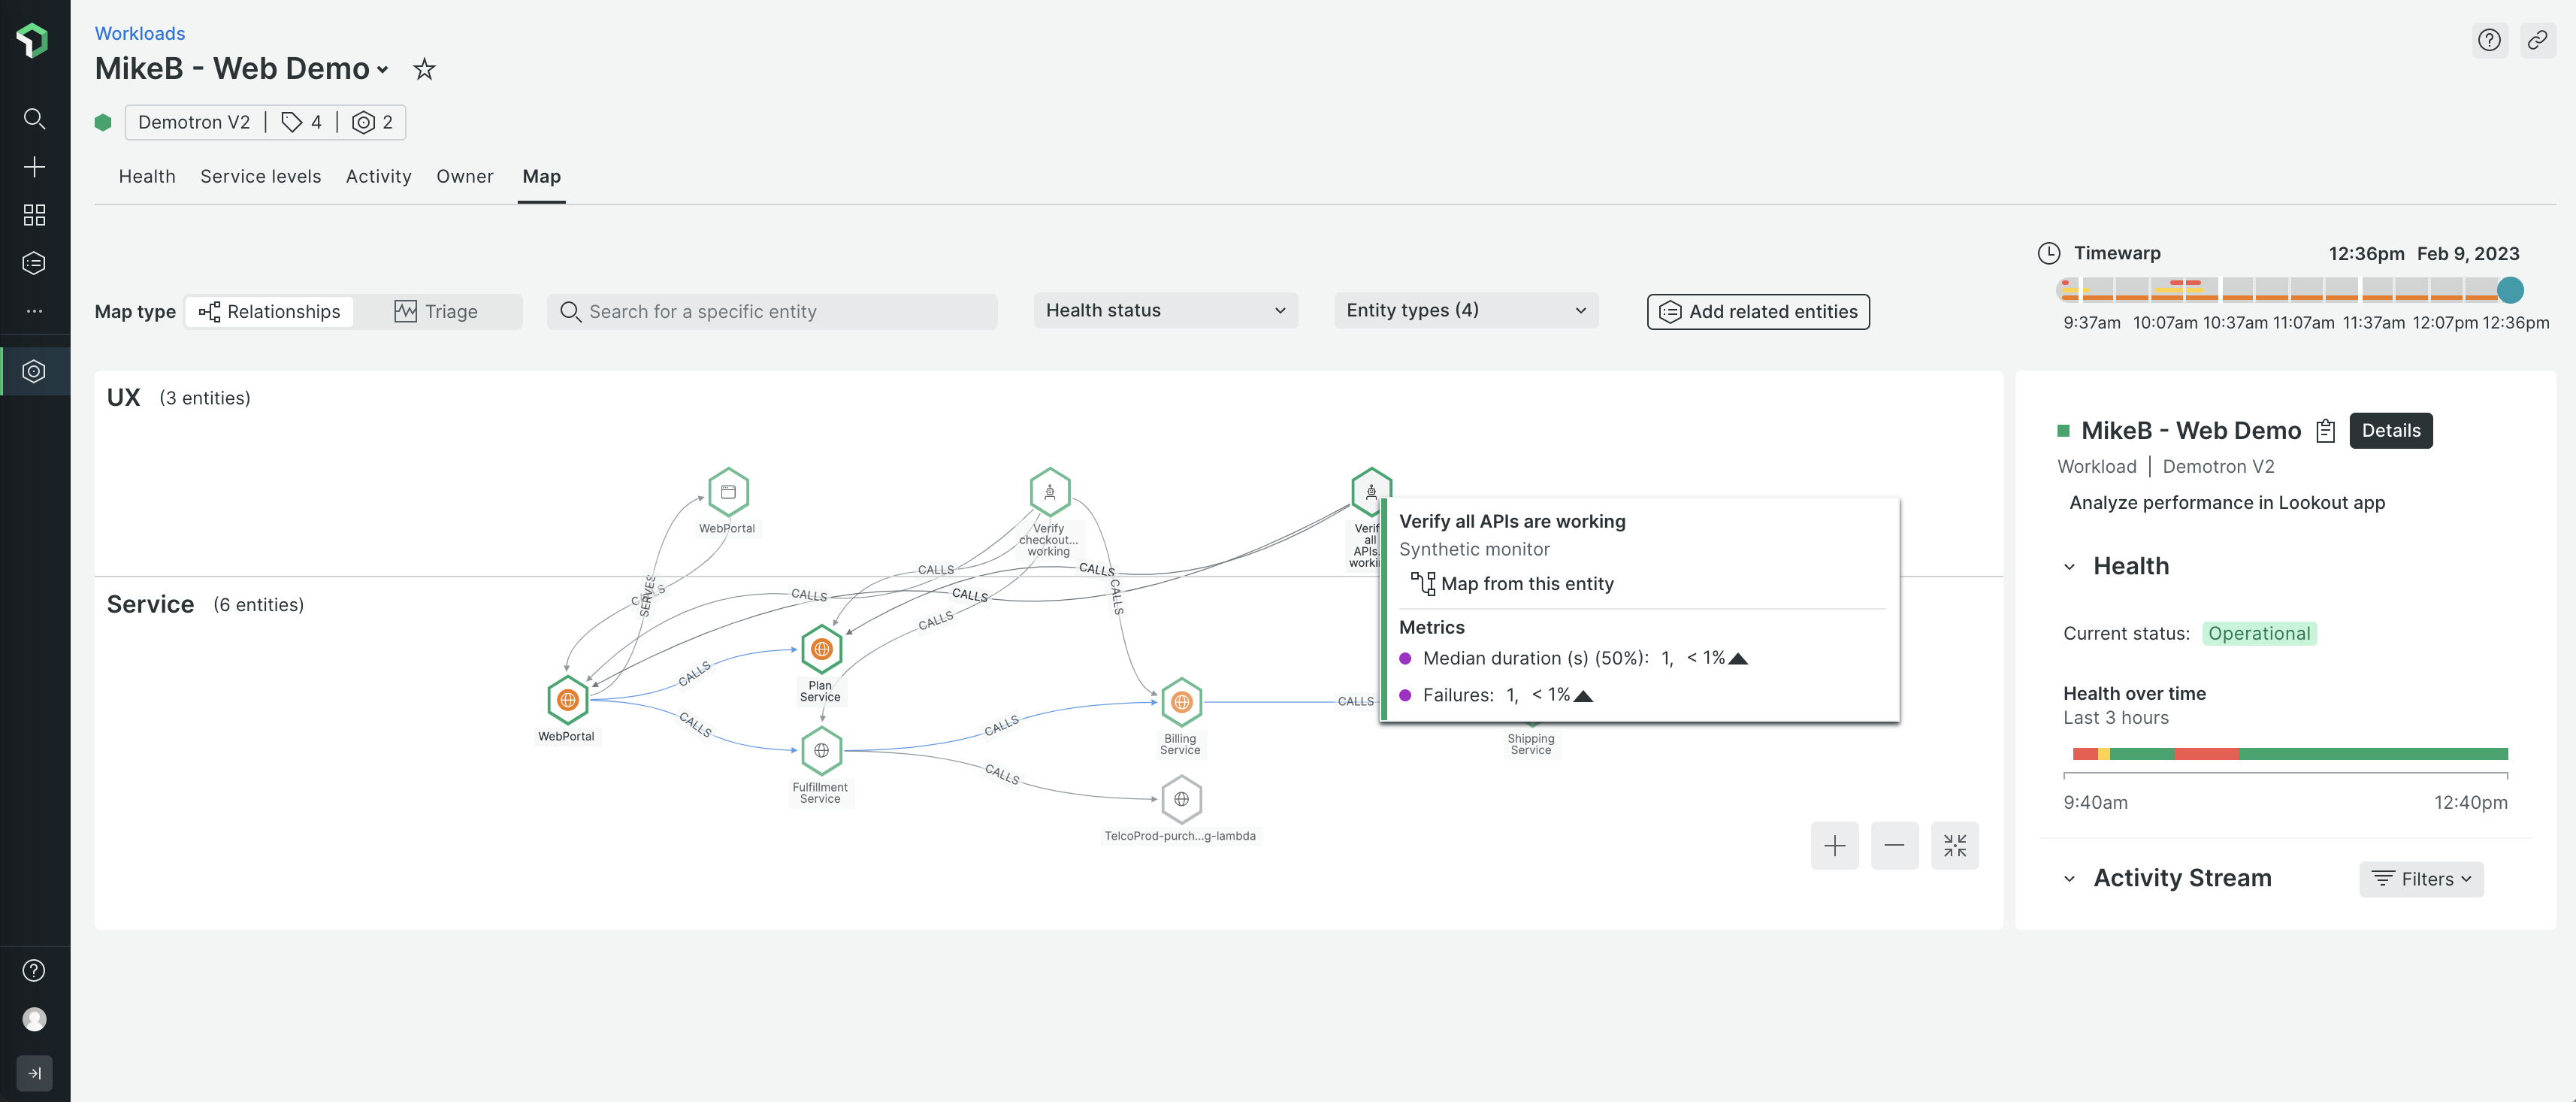 Workloads
MikeB - Web Demo
Demotron V2 | 4 | 2
Health Service levels Activity Owner Map
Timewarp 12:36pm Feb 9, 2023
Map type Relationships Triage Search for a specific entity Health status Entity types (4) Add related entities
9:37am 10:07am 10:37am 11:07am 11:37am 12:07pm 12:36pm
UX (3 entities)
WebPortal
Verify
checkout...
working
Verif
all
APIs.
worki
CALLS
CALLS
SERVES
CALLS
CALLS
CALLS
CALLS
CALLS
Service (6 entities)
Plan
Service
WebPortal
CALLS
CALLS
Fulfillment
Service
CALLS
CALLS
Billing
Service
CALLS
Shipping
Service
TelcoProd-purch...g-lambda
Verify all APIs are working
Synthetic monitor
Map from this entity
Metrics
Median duration (s) (50%): 1, < 1%
Failures: 1, < 1%
MikeB - Web Demo Details
Workload | Demotron V2
Analyze performance in Lookout app
Health
Current status: Operational
Health over time
Last 3 hours
9:40am 12:40pm
Activity Stream Filters